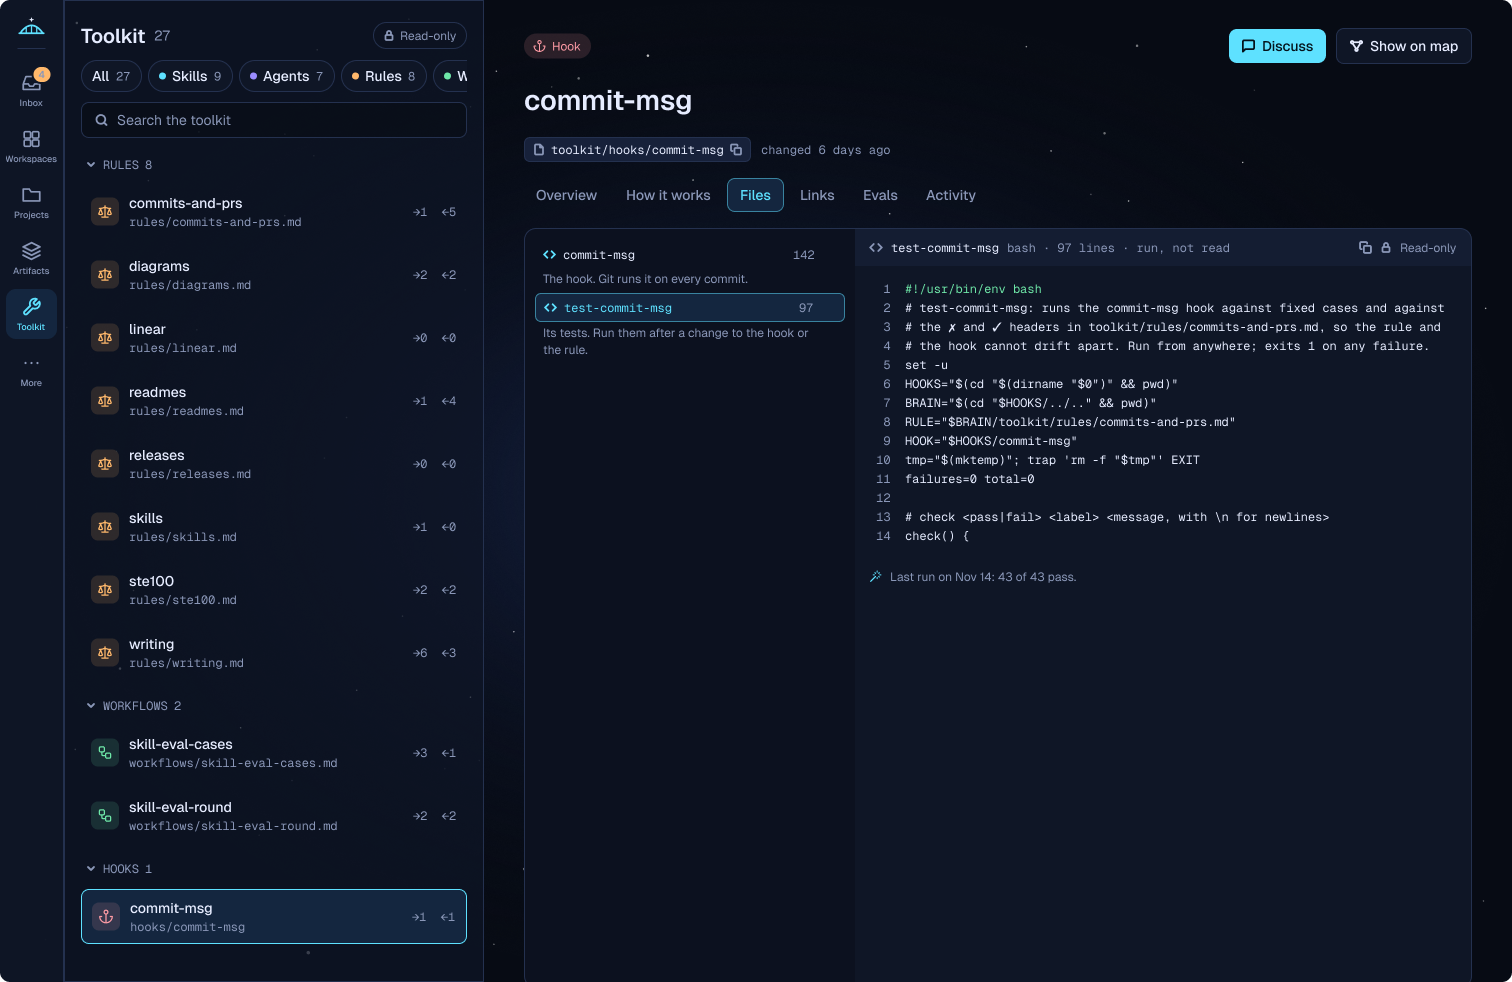 4
Inbox
Workspaces
Projects
Artifacts
Toolkit
More
Toolkit 27
Read-only
All 27
Skills 9
Agents 7
Rules 8
W
Search the toolkit
RULES 8
commits-and-prs
rules/commits-and-prs.md
→1 ←5
diagrams
rules/diagrams.md
→2 ←2
linear
rules/linear.md
→0 ←0
readmes
rules/readmes.md
→1 ←4
releases
rules/releases.md
→0 ←0
skills
rules/skills.md
→1 ←0
ste100
rules/ste100.md
→2 ←2
writing
rules/writing.md
→6 ←3
WORKFLOWS 2
skill-eval-cases
workflows/skill-eval-cases.md
→3 ←1
skill-eval-round
workflows/skill-eval-round.md
→2 ←2
HOOKS 1
commit-msg
hooks/commit-msg
→1 ←1
Hook
Discuss
Show on map
commit-msg
toolkit/hooks/commit-msg
changed 6 days ago
Overview
How it works
Files
Links
Evals
Activity
commit-msg 142
The hook. Git runs it on every commit.
test-commit-msg 97
Its tests. Run them after a change to the hook or
the rule.
test-commit-msg bash · 97 lines · run, not read
Read-only
1 #!/usr/bin/env bash
2 # test-commit-msg: runs the commit-msg hook against fixed cases and against
3 # the ✗ and ✓ headers in toolkit/rules/commits-and-prs.md, so the rule and
4 # the hook cannot drift apart. Run from anywhere; exits 1 on any failure.
5 set -u
6 HOOKS="$(cd "$(dirname "$0")" && pwd)"
7 BRAIN="$(cd "$HOOKS/../.." && pwd)"
8 RULE="$BRAIN/toolkit/rules/commits-and-prs.md"
9 HOOK="$HOOKS/commit-msg"
10 tmp="$(mktemp)"; trap 'rm -f "$tmp"' EXIT
11 failures=0 total=0
12
13 # check <pass|fail> <label> <message, with \n for newlines>
14 check() {
Last run on Nov 14: 43 of 43 pass.